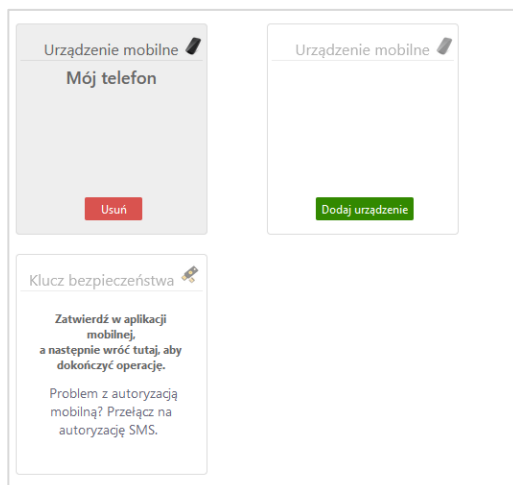 Urządzenie mobilne
Mój telefon
Usuń
Urządzenie mobilne
Dodaj urządzenie
Klucz bezpieczeństwa
Zatwierdź w aplikacji
mobilnej,
a następnie wróć tutaj, aby
dokończyć operację.
Problem z autoryzacją
mobilną? Przełącz na
autoryzację SMS.